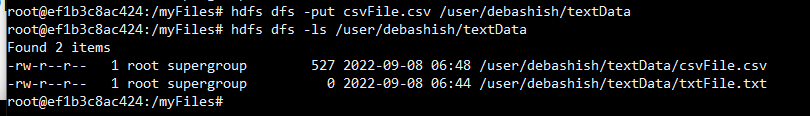 root@ef1b3c8ac424:/myFiles# hdfs dfs -put csvFile.csv /user/debashish/textData
root@ef1b3c8ac424:/myFiles# hdfs dfs -ls /user/debashish/textData
Found 2 items
-rw-r--r--   1 root supergroup        527 2022-09-08 06:48 /user/debashish/textData/csvFile.csv
-rw-r--r--   1 root supergroup          0 2022-09-08 06:44 /user/debashish/textData/txtFile.txt
root@ef1b3c8ac424:/myFiles#